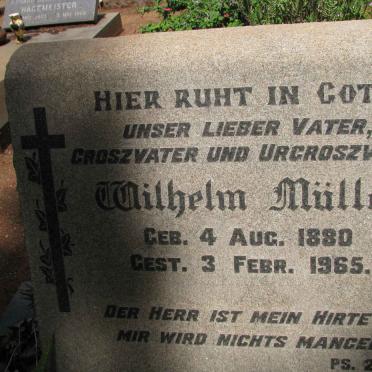 HAGEMEISTER
HIER RUHT IN GOT
UNSER LIEBER VATER,
GROSZVATER UND URGROSZV
Wilhelm Mülle
GEB. 4 AUG. 1880
GEST. 3 FEBR. 1965.
DER HERR IST MEIN HIRTE
MIR WIRD NICHTS MANGE
PS. 2